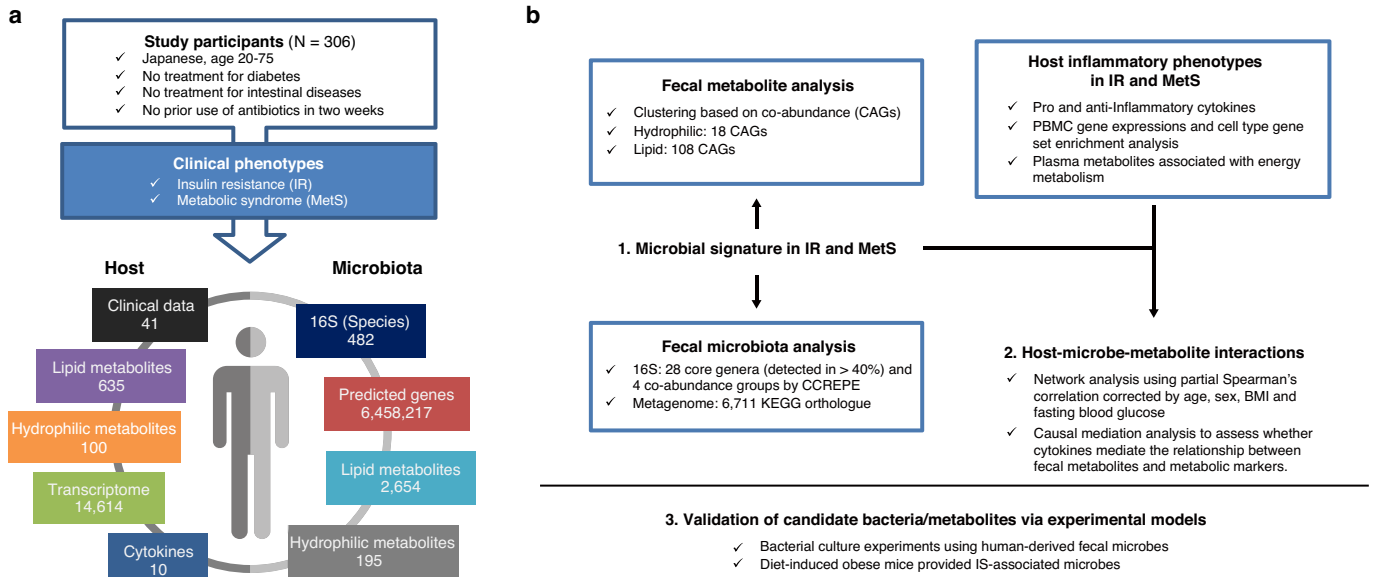 a
Study participants (N = 306)
✓ Japanese, age 20-75
✓ No treatment for diabetes
✓ No treatment for intestinal diseases
✓ No prior use of antibiotics in two weeks
Clinical phenotypes
✓ Insulin resistance (IR)
✓ Metabolic syndrome (MetS)
Host
Clinical data
41
Lipid metabolites
635
Hydrophilic metabolites
100
Transcriptome
14,614
Cytokines
10
Microbiota
16S (Species)
482
Predicted genes
6,458,217
Lipid metabolites
2,654
Hydrophilic metabolites
195
b
Fecal metabolite analysis
✓ Clustering based on co-abundance (CAGs)
✓ Hydrophilic: 18 CAGs
✓ Lipid: 108 CAGs
Host inflammatory phenotypes
in IR and MetS
✓ Pro and anti-Inflammatory cytokines
✓ PBMC gene expressions and cell type gene
set enrichment analysis
✓ Plasma metabolites associated with energy
metabolism
1. Microbial signature in IR and MetS
Fecal microbiota analysis
✓ 16S: 28 core genera (detected in > 40%) and
4 co-abundance groups by CCREPE
✓ Metagenome: 6,711 KEGG orthologue
2. Host-microbe-metabolite interactions
✓ Network analysis using partial Spearman's
correlation corrected by age, sex, BMI and
fasting blood glucose
✓ Causal mediation analysis to assess whether
cytokines mediate the relationship between
fecal metabolites and metabolic markers.
3. Validation of candidate bacteria/metabolites via experimental models
✓ Bacterial culture experiments using human-derived fecal microbes
✓ Diet-induced obese mice provided IS-associated microbes